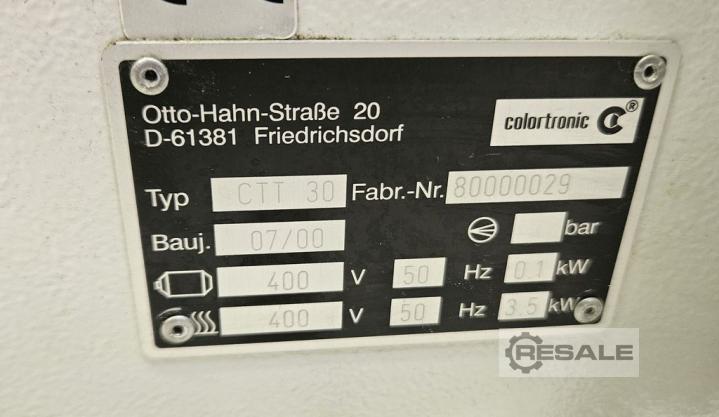 Otto-Hahn-Straße 20
D-61381 Friedrichsdorf
colortronic C®
Typ CTT 30 Fabr.-Nr. 80000029
Bauj. 07/00 bar
400 V 50 Hz 0.1 kW
400 V 50 Hz 3.5 kW
RESALE